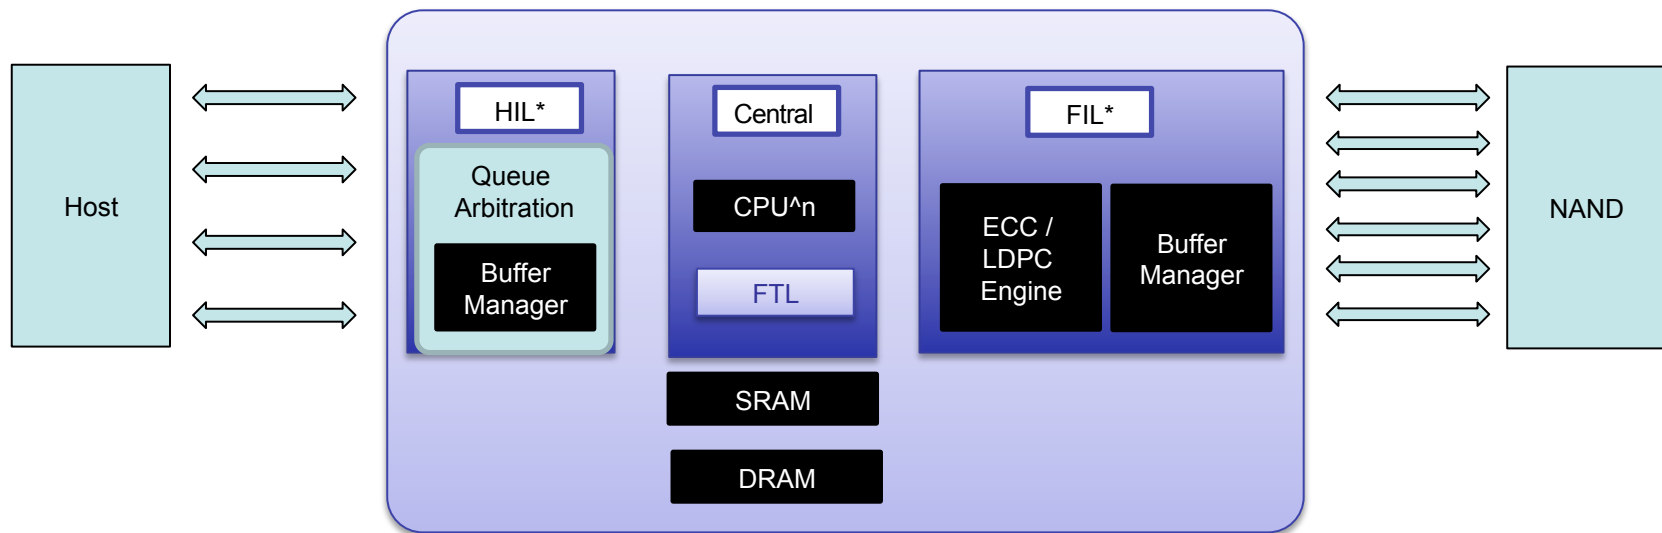 Host
HIL*
Queue
Arbitration
Buffer
Manager
Central
CPU^n
FTL
SRAM
DRAM
FIL*
ECC /
LDPC
Engine
Buffer
Manager
NAND